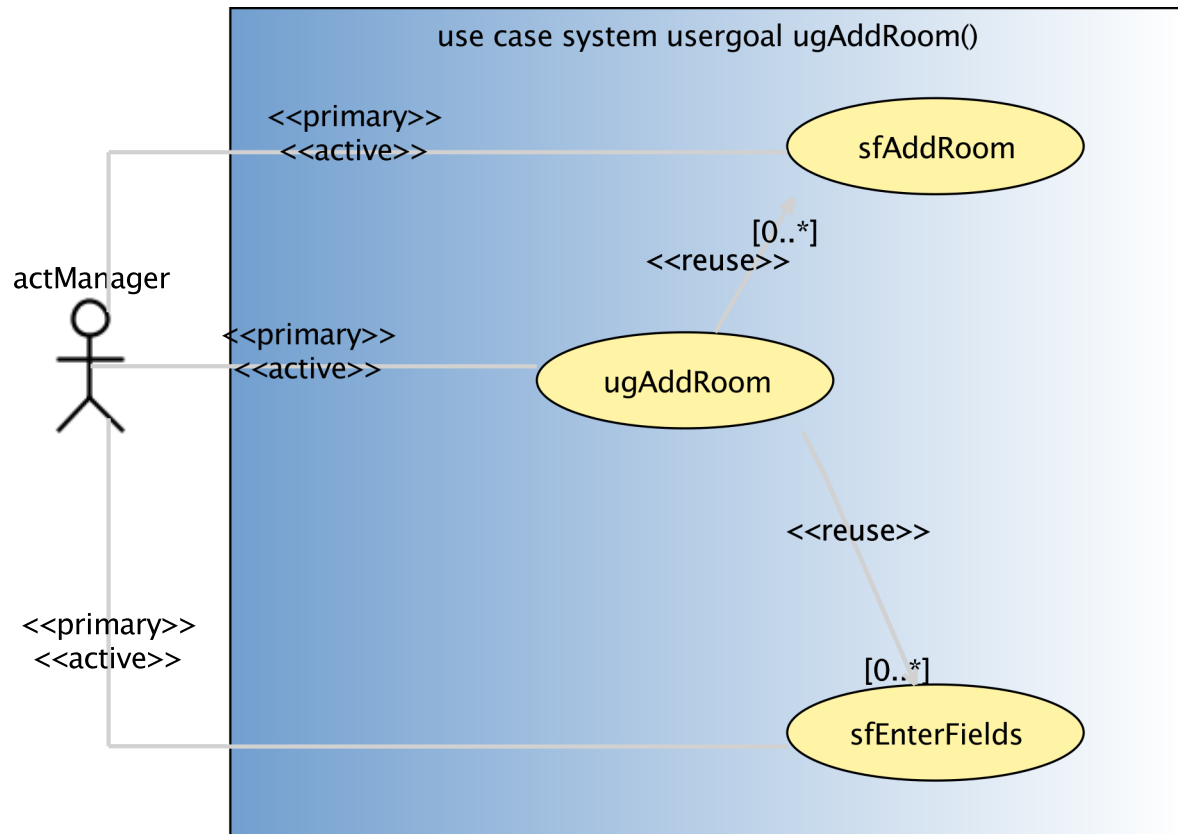 use case system usergoal ugAddRoom()
<<primary>>
<<active>>
sfAddRoom
[0..*]
<<reuse>>
actManager
<<primary>>
<<active>>
ugAddRoom
<<reuse>>
<<primary>>
<<active>>
[0..*]
sfEnterFields